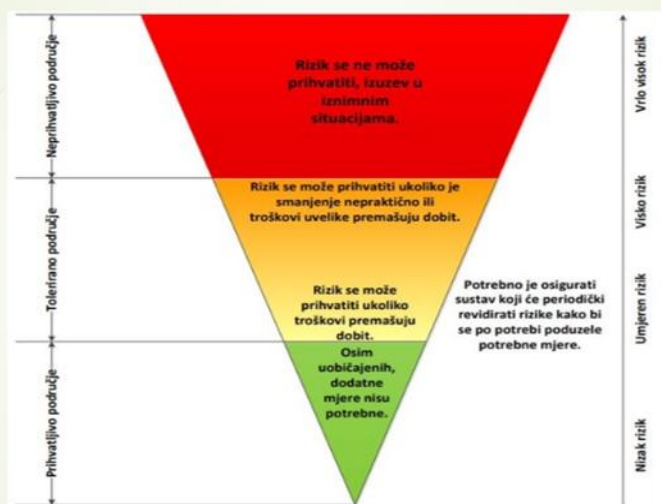 Neprihvatljivo područje
Tolerirano područje
Prihvatljivo područje
Rizik se ne može
prihvatiti, izuzev u
iznimnim
situacijama.
Rizik se može prihvatiti ukoliko je
smanjenje nepraktično ili
troškovi uvelike premašuju dobit.
Rizik se može
prihvatiti ukoliko
troškovi premašuju
dobit.
Osim
uobičajenih,
dodatne
mjere nisu
potrebne.
Potrebno je osigurati
sustav koji će periodički
revidirati rizike kako bi
se po potrebi poduzele
potrebne mjere.
Vrlo visok rizik
Visko rizik
Umjeren rizik
Nizak rizik